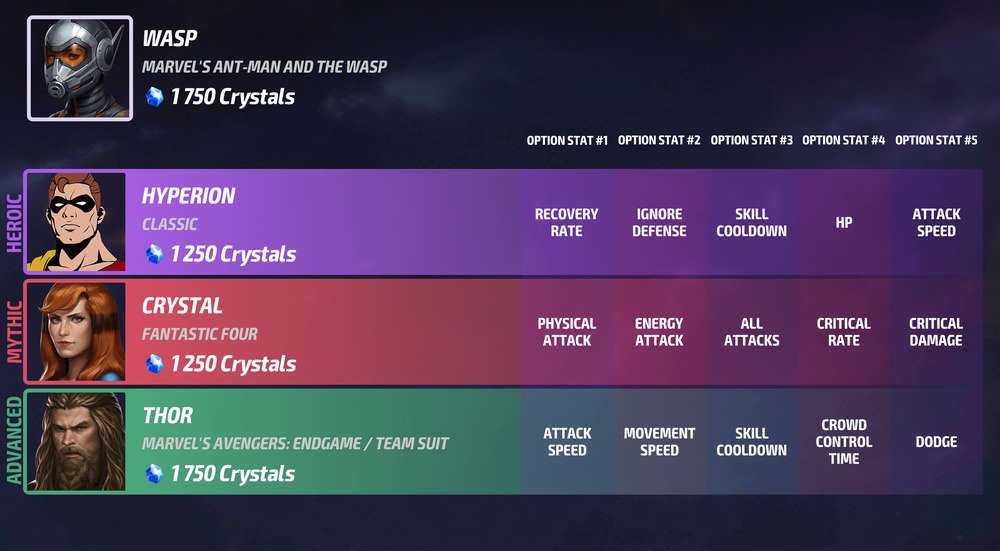 WASP
MARVEL'S ANT-MAN AND THE WASP
1 750 Crystals
OPTION STAT #1 OPTION STAT #2 OPTION STAT #3 OPTION STAT #4 OPTION STAT #5
HEROIC
HYPERION
CLASSIC
1 250 Crystals
RECOVERY
RATE
IGNORE
DEFENSE
SKILL
COOLDOWN
HP
ATTACK
SPEED
MYTHIC
CRYSTAL
FANTASTIC FOUR
1 250 Crystals
PHYSICAL
ATTACK
ENERGY
ATTACK
ALL
ATTACKS
CRITICAL
RATE
CRITICAL
DAMAGE
ADVANCED
THOR
MARVEL'S AVENGERS: ENDGAME / TEAM SUIT
1 750 Crystals
ATTACK
SPEED
MOVEMENT
SPEED
SKILL
COOLDOWN
CROWD
CONTROL
TIME
DODGE